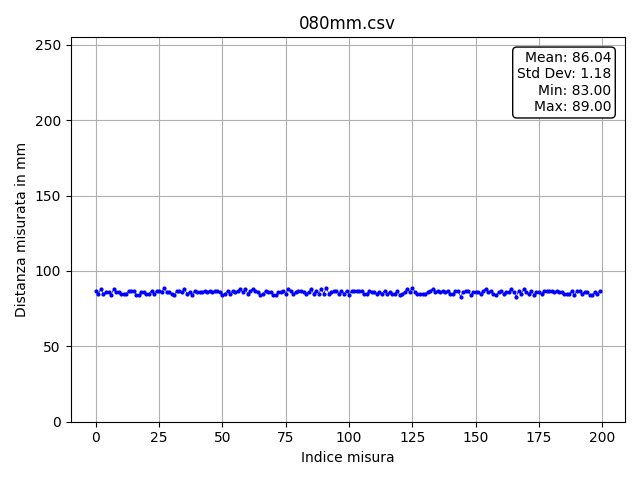 080mm.csv
Mean: 86.04
Std Dev: 1.18
Min: 83.00
Max: 89.00
Distanza misurata in mm
250
200
150
100
50
0
0 25 50 75 100 125 150 175 200
Indice misura